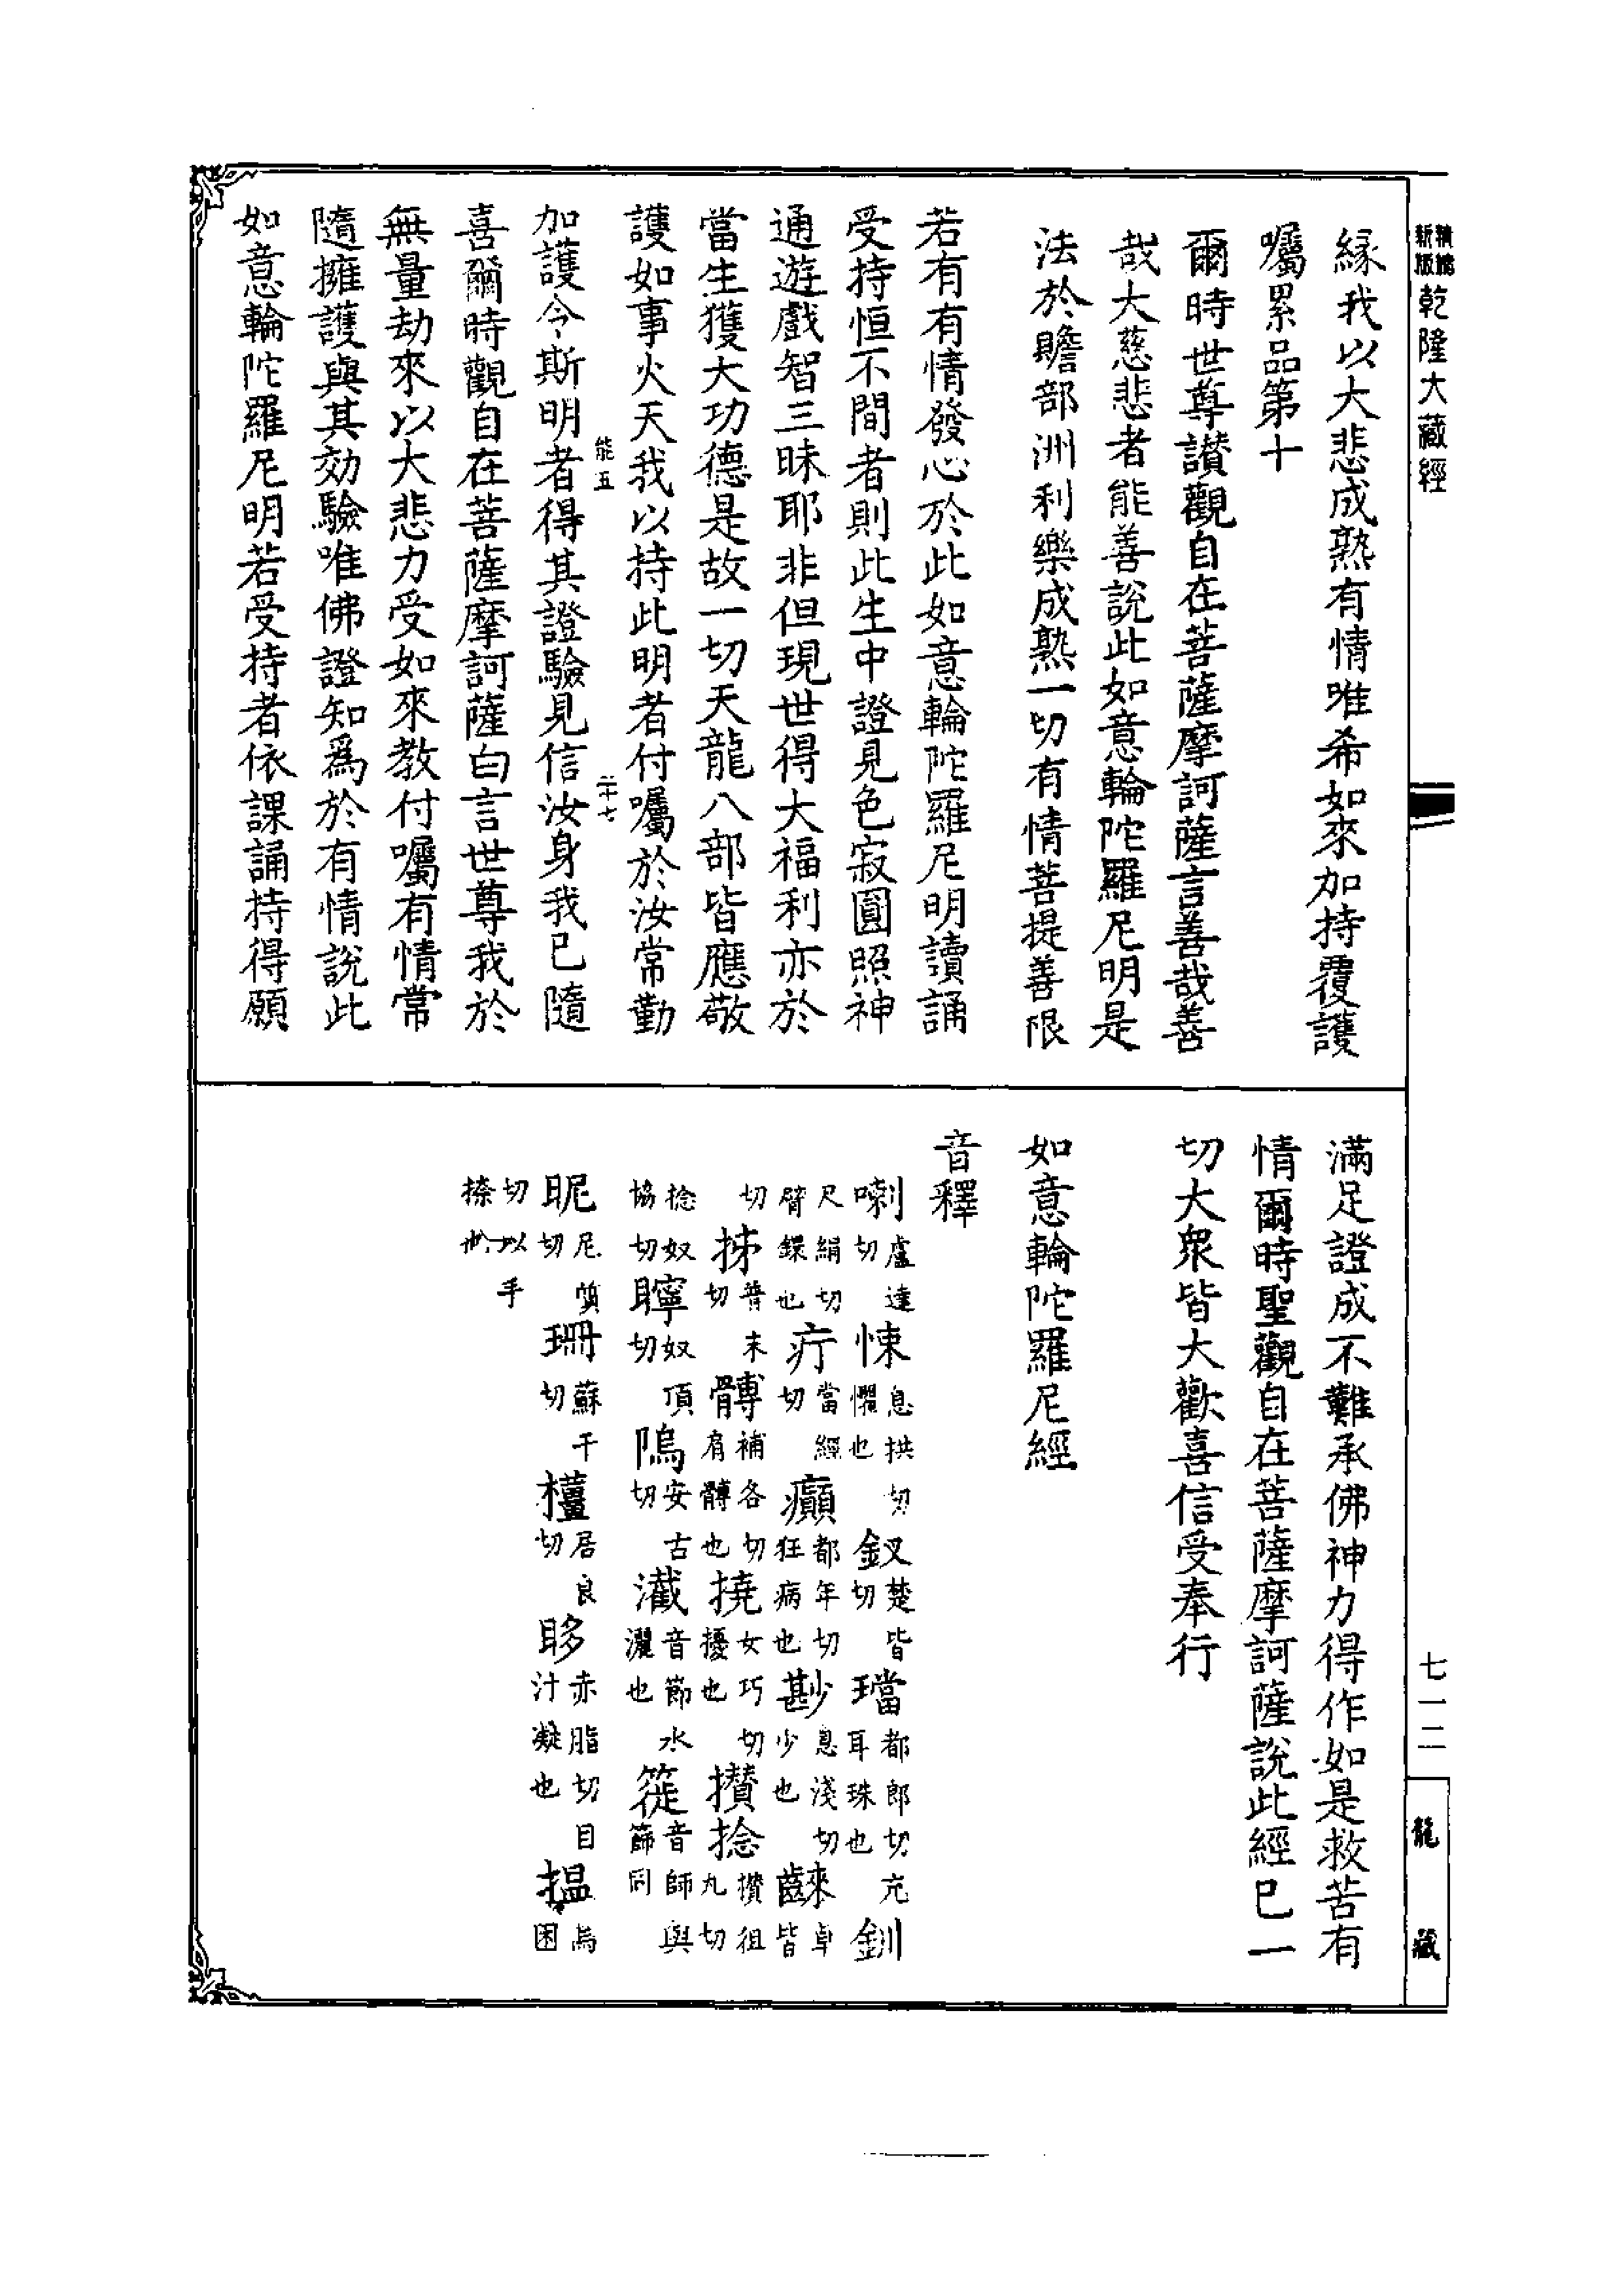 乾隆大藏經
緣我以大悲成熟有情唯希如來加持覆護
囑累品第十
爾時世尊讚觀自在菩薩摩訶薩言善哉善
哉大慈悲者能善說此如意輪陀羅尼明是
法於贍部洲利樂成熟一切有情菩提善根
若有有情發心於此如意輪陀羅尼明讀誦
受持恒不間者則此生中證見色寂圓照神
通遊戲智三昧耶非但現世得大福利亦於
當生獲大功德是故一切天龍八部皆應敬
護如事火天我以持此明者付囑於汝常勤
能五 二十七
加護今斯明者得其證驗見信汝身我已隨
喜爾時觀自在菩薩摩訶薩白言世尊我於
無量劫來以大悲力受如來教付囑有情常
隨擁護與其効驗唯佛證知爲於有情說此
如意輪陀羅尼明若受持者依課誦持得願
滿足證成不難承佛神力得作如是救苦有
情爾時聖觀自在菩薩摩訶薩說此經已一
切大衆皆大歡喜信受奉行
如意輪陀羅尼經
音釋
喇盧達切 悚息拱切懼也 釵楚皆切 璫都郎切充耳珠也 釧
尺絹切臂鐶也 疔當經切 癲都年切狂病也 尠息淺切少也 皆卓
切 抹普末切 髆補各切肩髆也 撓女巧切擾也 攢捻攢徂丸切
捻奴協切 聹奴頂切 隖安古切 瀐音節水灑也 簁音師與篩同
昵尼質切 珊蘇干切 橿居良切 眵赤脂切目汁凝也 搵烏困
切以手捺也
七一二
龍藏